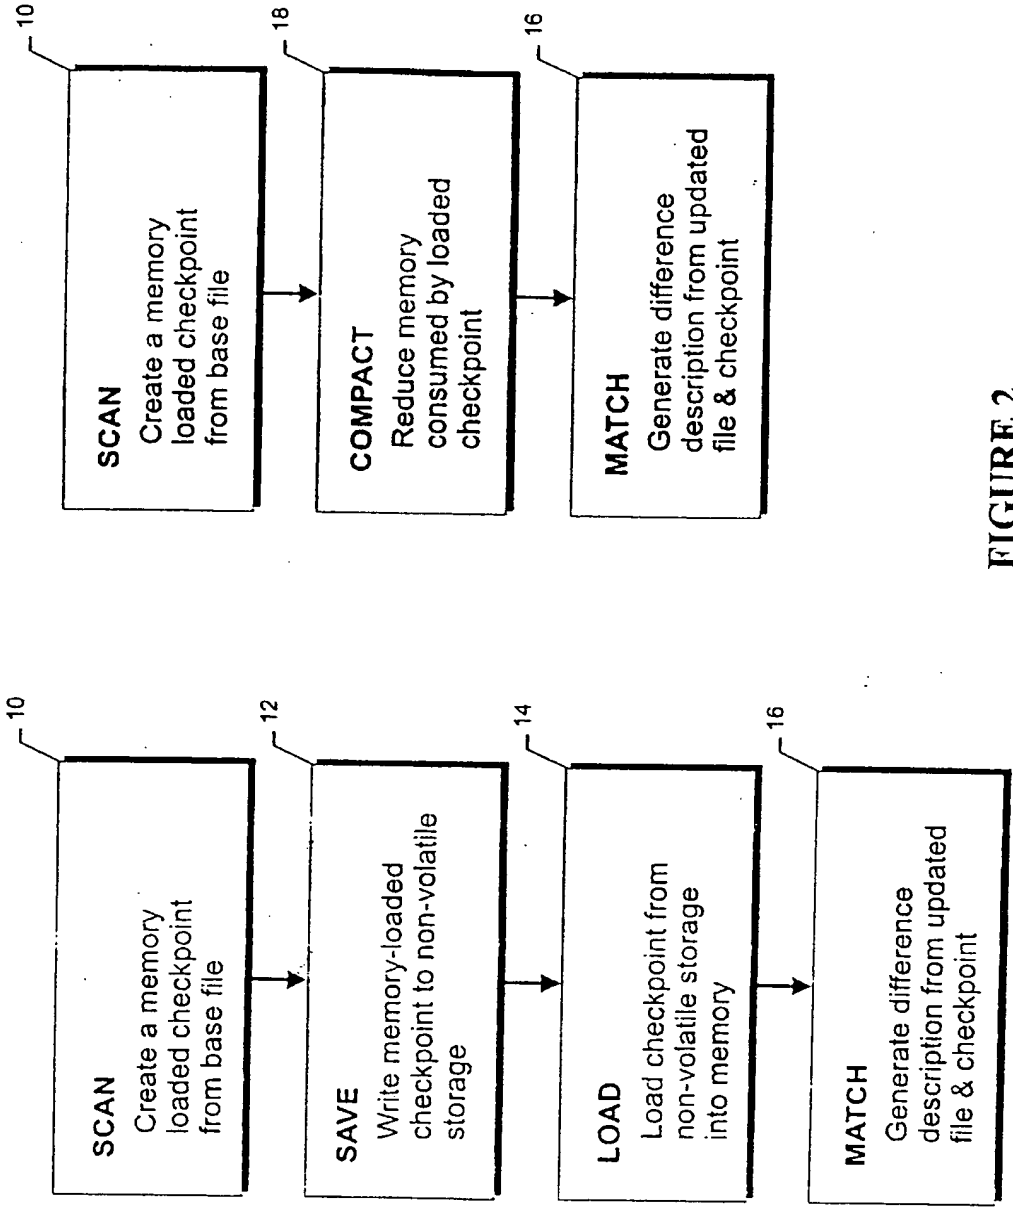 10
SCAN
Create a memory
loaded checkpoint
from base file
12
SAVE
Write memory-loaded
checkpoint to non-volatile
storage
14
LOAD
Load checkpoint from
non-volatile storage
into memory
16
MATCH
Generate difference
description from updated
file & checkpoint
10
SCAN
Create a memory
loaded checkpoint
from base file
18
COMPACT
Reduce memory
consumed by loaded
checkpoint
16
MATCH
Generate difference
description from updated
file & checkpoint
FIGURE 2